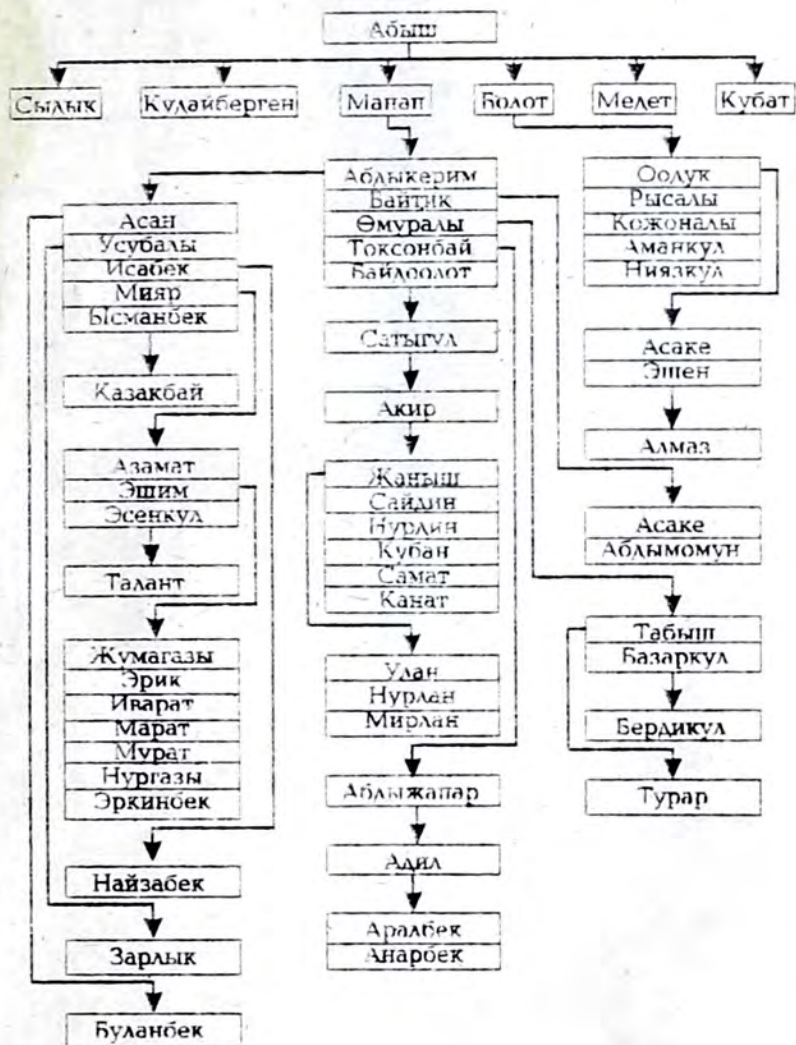 Абыш
Сыдык
Кудайберген
Манап
Болот
Медет
Кубат
Абдыкерим
Байтик
Өмуралы
Токсонбай
Байдоолот
Оодук
Рысалы
Кожоналы
Аманкул
Ниязкул
Асан
Усубалы
Исабек
Мияр
Ысманбек
Сатыгул
Асаке
Эшен
Казакбай
Акир
Алмаз
Азамат
Эшим
Эсенкул
Жаныш
Сайдин
Нурдин
Кубан
Самат
Канат
Асаке
Абдымомун
Талант
Табыш
Базаркул
Жумагазы
Эрик
Иварат
Марат
Мурат
Нургазы
Эркинбек
Улан
Нурлан
Мирлан
Бердикул
Абдыжапар
Турар
Найзабек
Адил
Зарлык
Аралбек
Анарбек
Буланбек